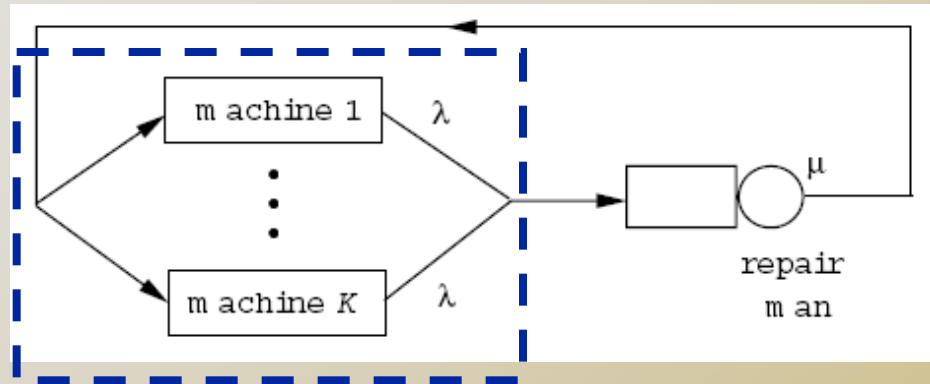 machine 1
λ
μ
repair
man
machine K
λ